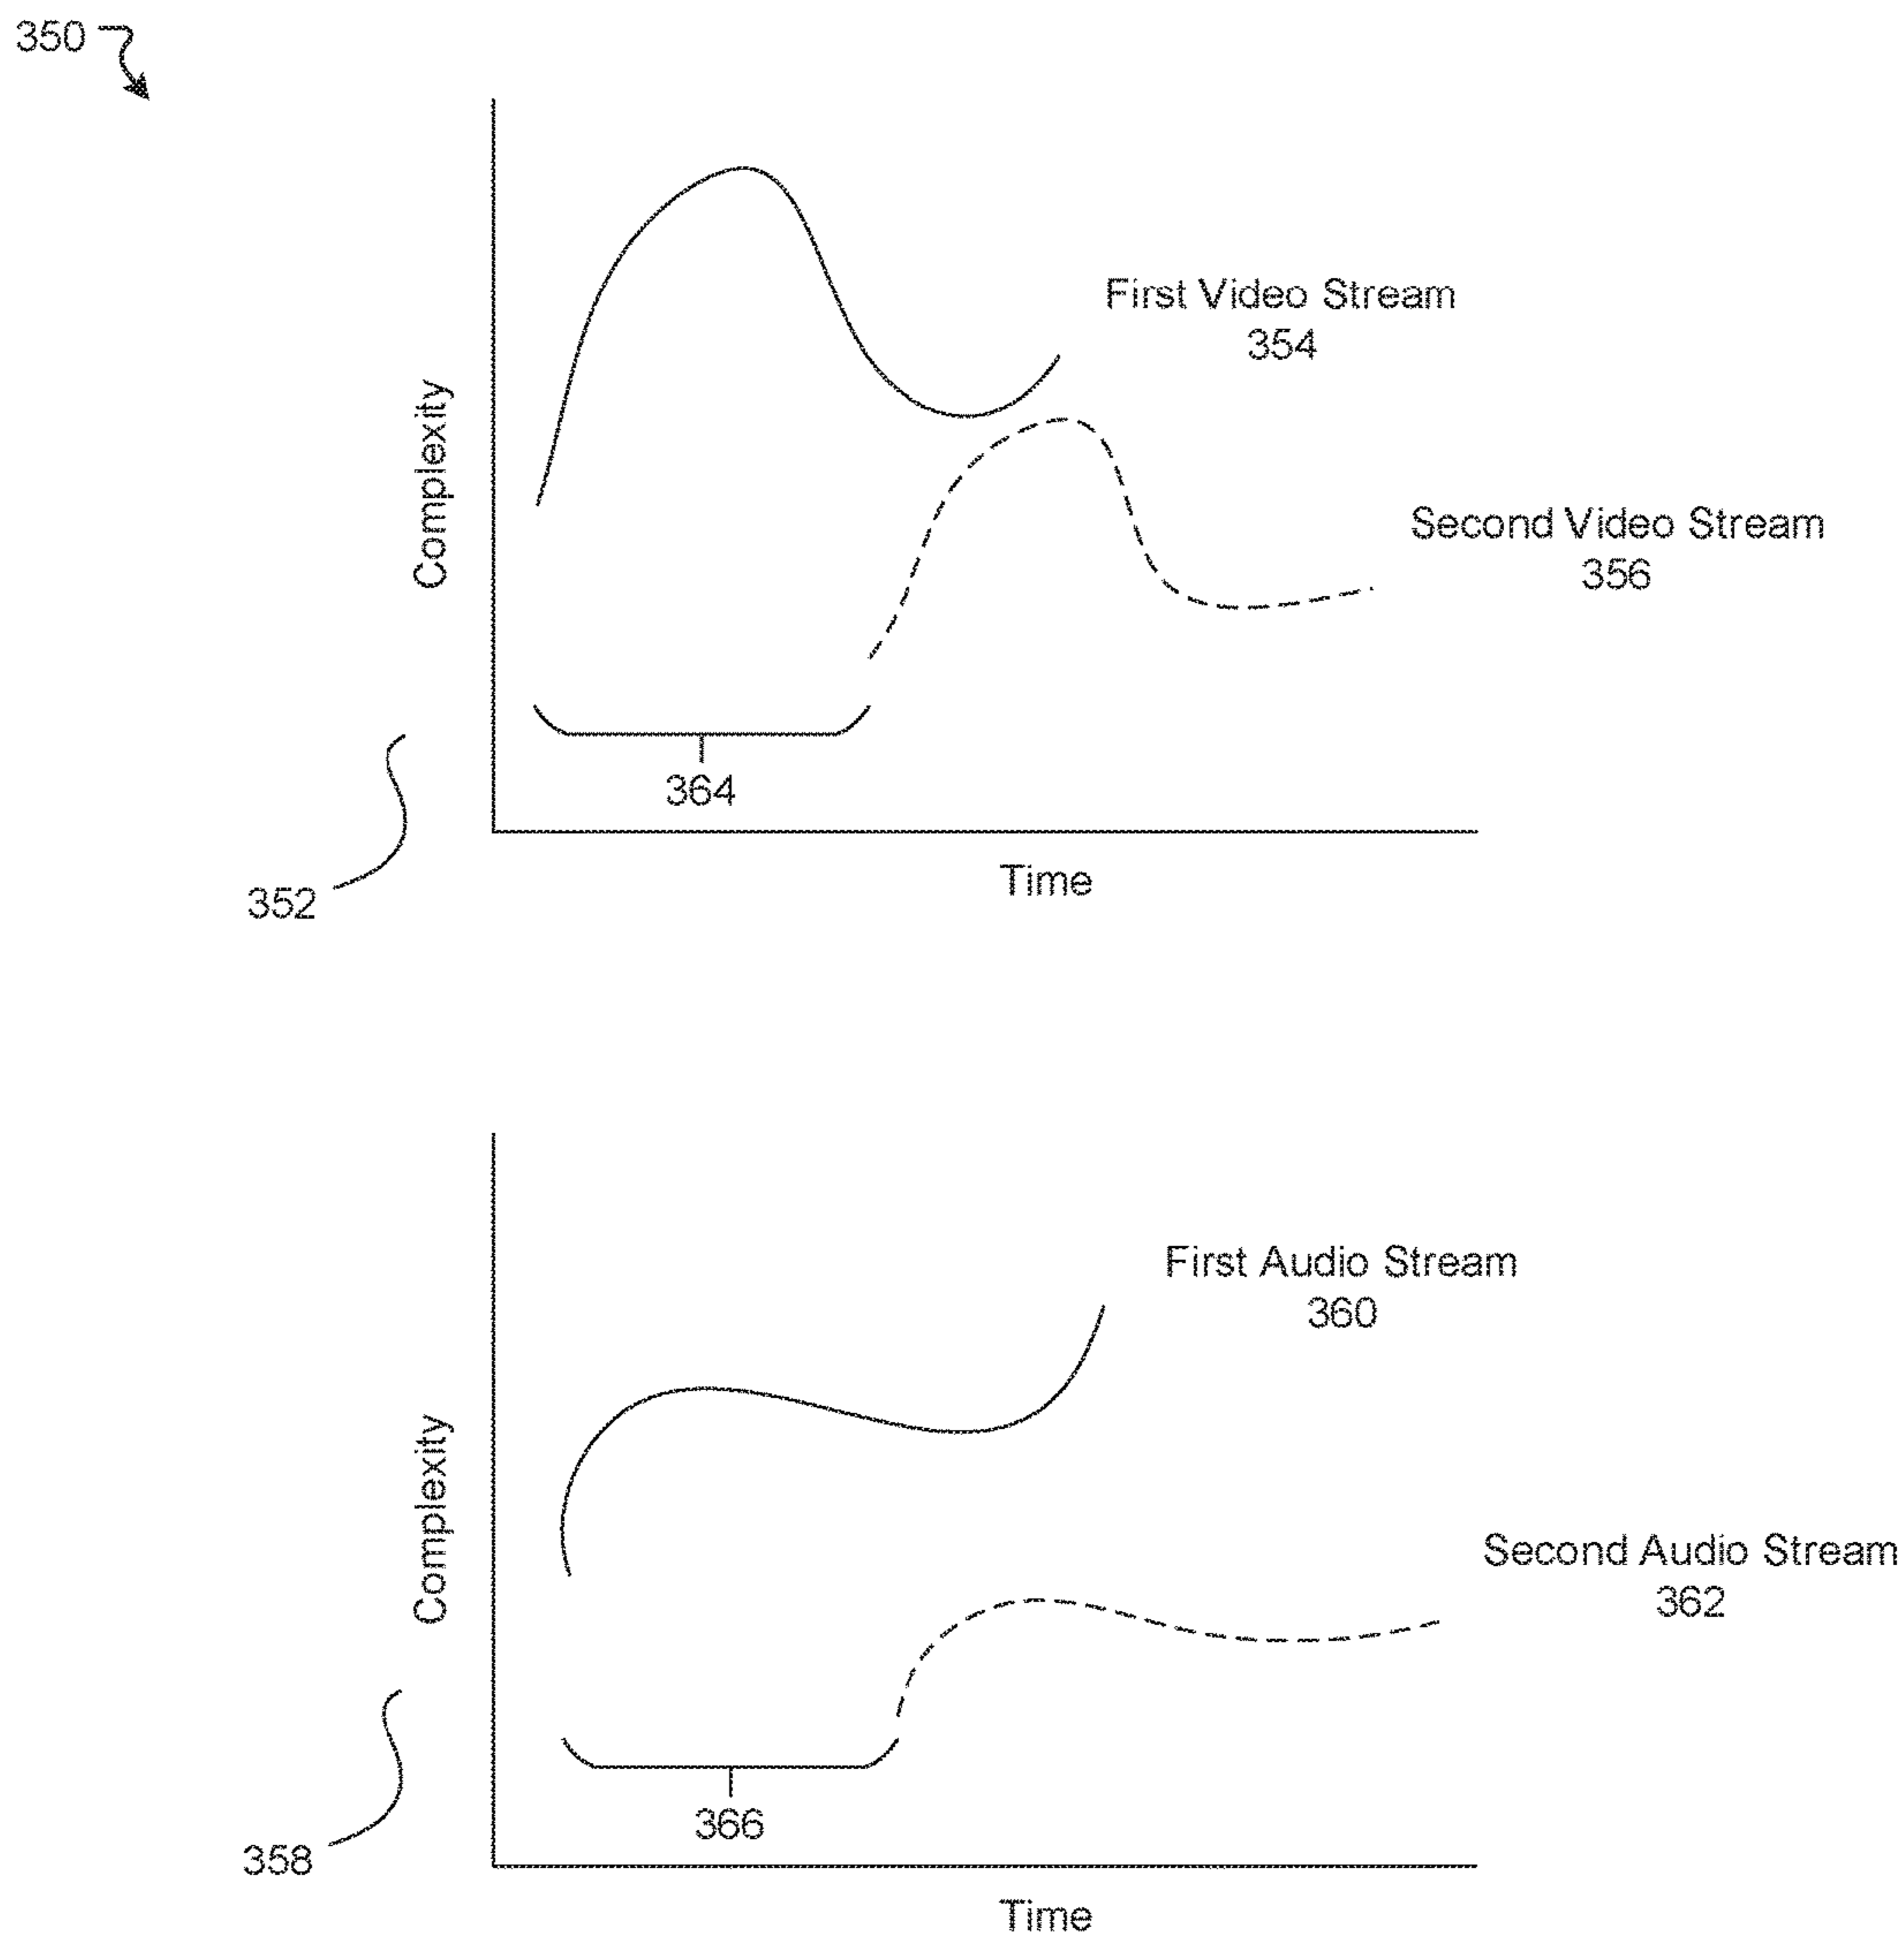 350
First Video Stream
354
Complexity
Second Video Stream
356
364
Time
352
First Audio Stream
360
Complexity
Second Audio Stream
362
366
358
Time